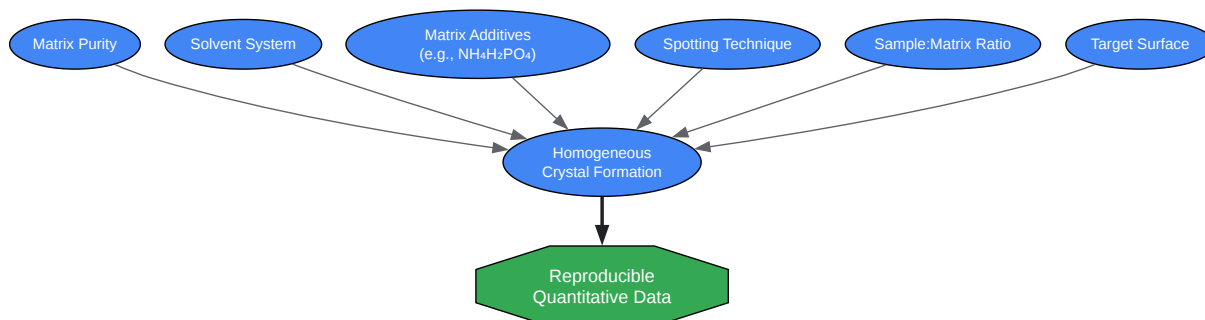 Matrix Purity
Solvent System
Matrix Additives
(e.g., NH₄H₂PO₄)
Spotting Technique
Sample:Matrix Ratio
Target Surface
Homogeneous
Crystal Formation
Reproducible
Quantitative Data